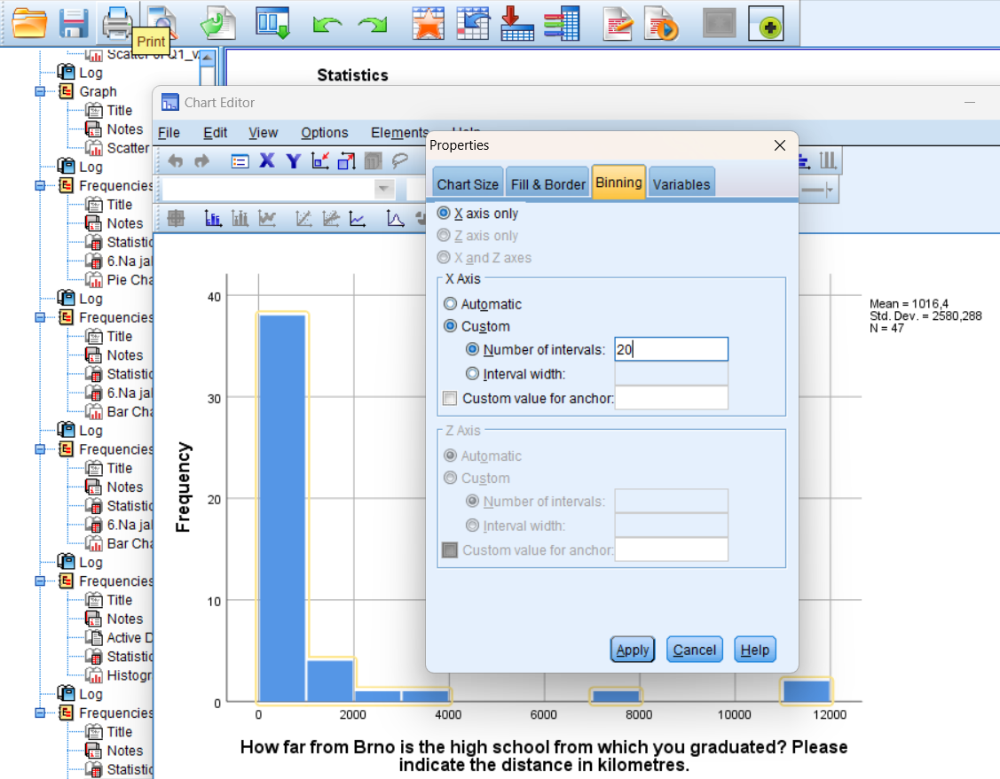 Print
Scatter of Q1_v
Log
Graph
Title
Notes
Scatter
Log
Frequencies
Title
Notes
Statistic
6.Na jal
Pie Cha
Log
Frequencies
Title
Notes
Statistic
6.Na jal
Bar Cha
Log
Frequencies
Title
Notes
Statistic
6.Na jal
Bar Cha
Log
Frequencies
Title
Notes
Active D
Statistic
Histogr
Log
Frequencies
Title
Notes
Statistic
Statistics
Chart Editor
File Edit View Options Elements Help
Properties
Chart Size Fill & Border Binning Variables
X axis only
Z axis only
X and Z axes
X Axis
Automatic
Custom
Number of intervals: 20
Interval width:
Custom value for anchor:
Z Axis
Automatic
Custom
Number of intervals:
Interval width:
Custom value for anchor:
Apply Cancel Help
Mean = 1016,4
Std. Dev. = 2580,288
N = 47
Frequency
40
30
20
10
0
0 2000 4000 6000 8000 10000 12000
How far from Brno is the high school from which you graduated? Please
indicate the distance in kilometres.